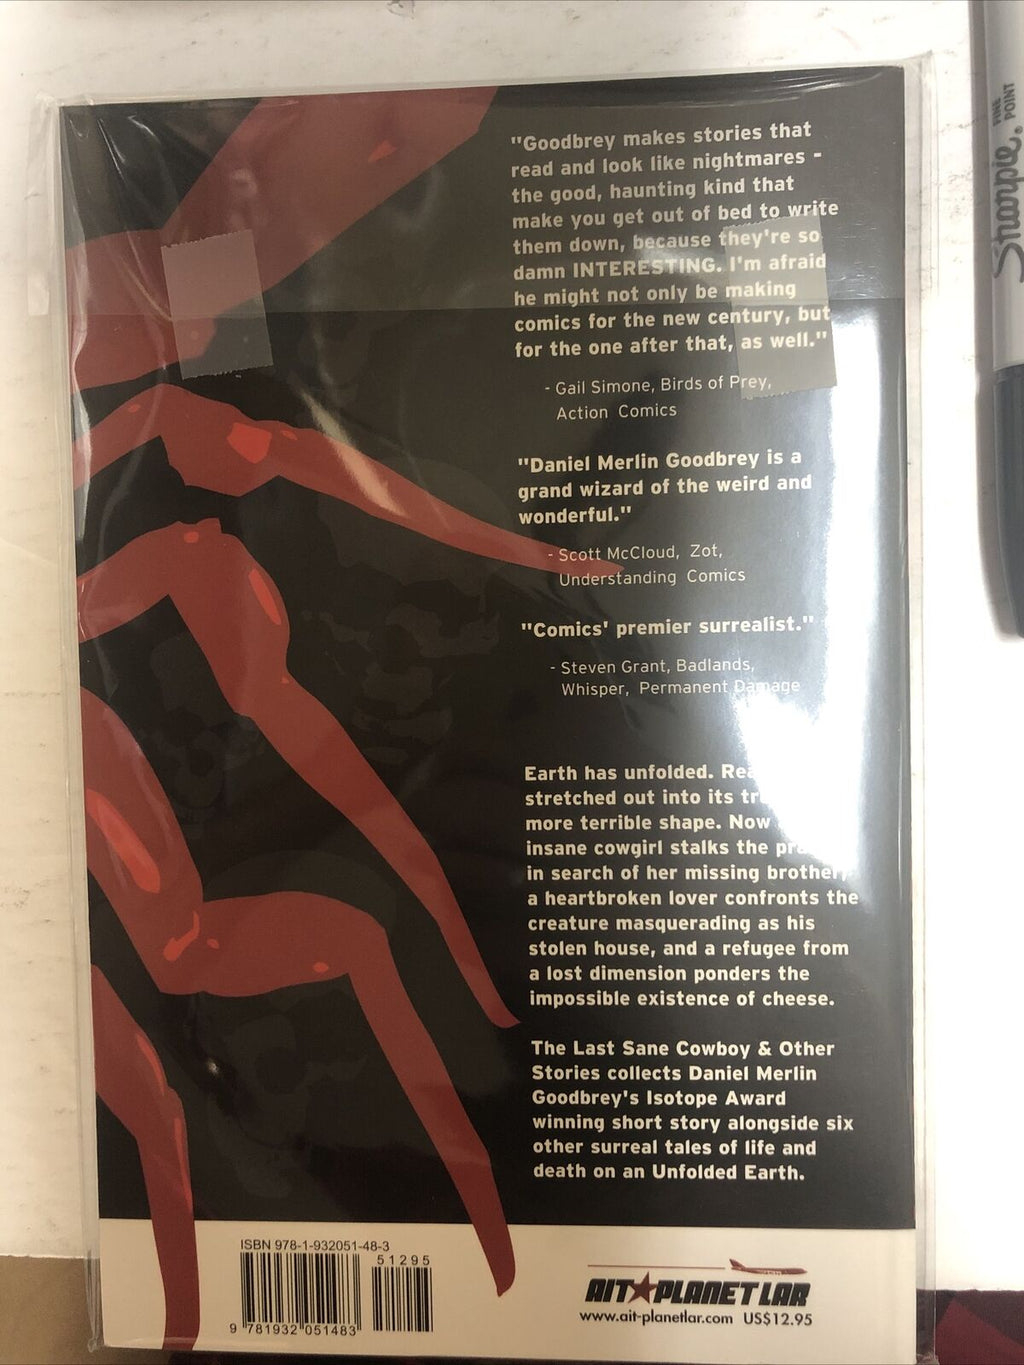 "Goodbrey makes stories that
read and look like nightmares -
the good, haunting kind that
make you get out of bed to write
them down, because they're so
damn INTERESTING. I'm afraid
he might not only be making
comics for the new century, but
for the one after that, as well."
- Gail Simone, Birds of Prey,
Action Comics
"Daniel Merlin Goodbrey is a
grand wizard of the weird and
wonderful."
- Scott McCloud, Zot,
Understanding Comics
"Comics' premier surrealist."
- Steven Grant, Badlands,
Whisper, Permanent Damage
Earth has unfolded.
stretched out into its
more terrible shape. Now
insane cowgirl stalks the
in search of her missing brother,
a heartbroken lover confronts the
creature masquerading as his
stolen house, and a refugee from
a lost dimension ponders the
impossible existence of cheese.
The Last Sane Cowboy & Other
Stories collects Daniel Merlin
Goodbrey's Isotope Award
winning short story alongside six
other surreal tales of life and
death on an Unfolded Earth.
ISBN 978-1-932051-48-3
51295
9 781932 051483
AIT★PLANET LAR
www.ait-planetlar.com US$12.95
Sharpie®
FINE
POINT